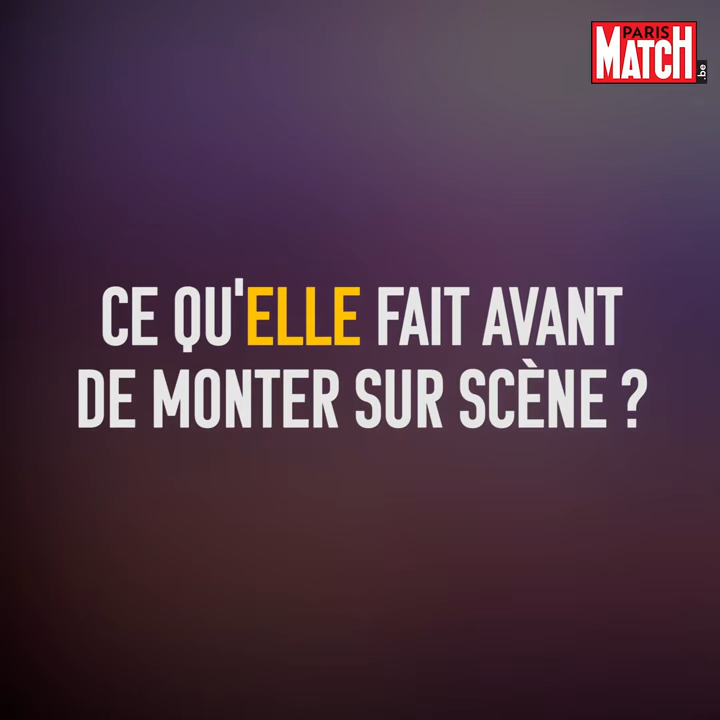 PARIS
MATCH
.be
CE QU'ELLE FAIT AVANT
DE MONTER SUR SCÈNE ?